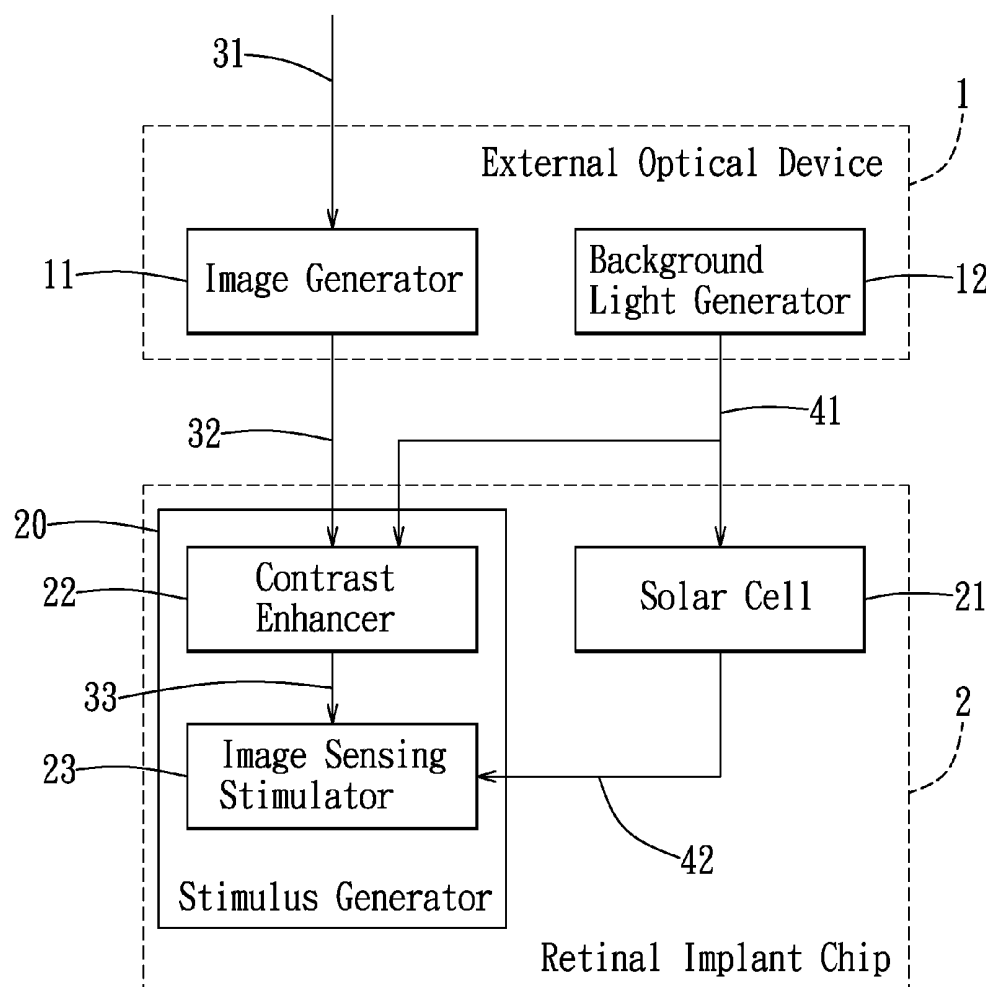 31
1
External Optical Device
11
Image Generator
Background
Light Generator
12
32
41
20
22
Contrast
Enhancer
Solar Cell
21
33
2
23
Image Sensing
Stimulator
42
Stimulus Generator
Retinal Implant Chip